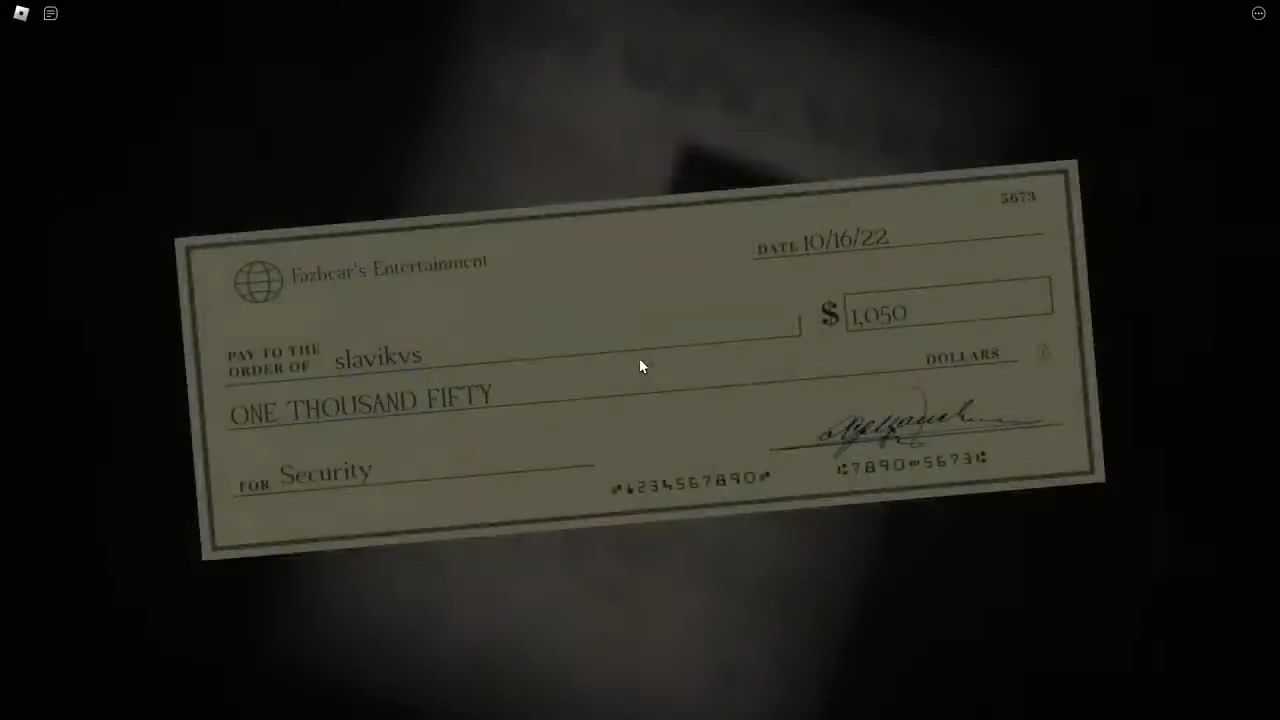 5673
Fazbear's Entertainment
DATE 10/16/22
$ 1,050
PAY TO THE
ORDER OF slavikvs
ONE THOUSAND FIFTY DOLLARS
FOR Security
⑈1234567890⑈ ⑆7890⑉5673⑆